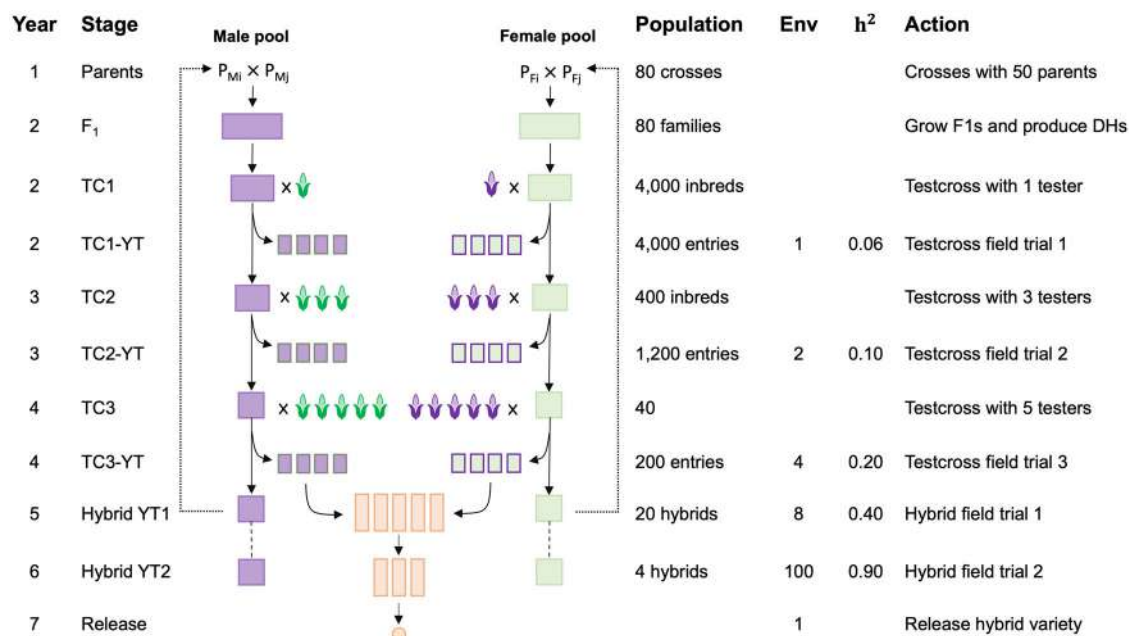 Year Stage Male pool Female pool Population Env h² Action
1 Parents P_Mi × P_Mj P_Fi × P_Fj 80 crosses Crosses with 50 parents
2 F₁ 80 families Grow F1s and produce DHs
2 TC1 × × 4,000 inbreds Testcross with 1 tester
2 TC1-YT 4,000 entries 1 0.06 Testcross field trial 1
3 TC2 × × 400 inbreds Testcross with 3 testers
3 TC2-YT 1,200 entries 2 0.10 Testcross field trial 2
4 TC3 × × 40 Testcross with 5 testers
4 TC3-YT 200 entries 4 0.20 Testcross field trial 3
5 Hybrid YT1 20 hybrids 8 0.40 Hybrid field trial 1
6 Hybrid YT2 4 hybrids 100 0.90 Hybrid field trial 2
7 Release 1 Release hybrid variety